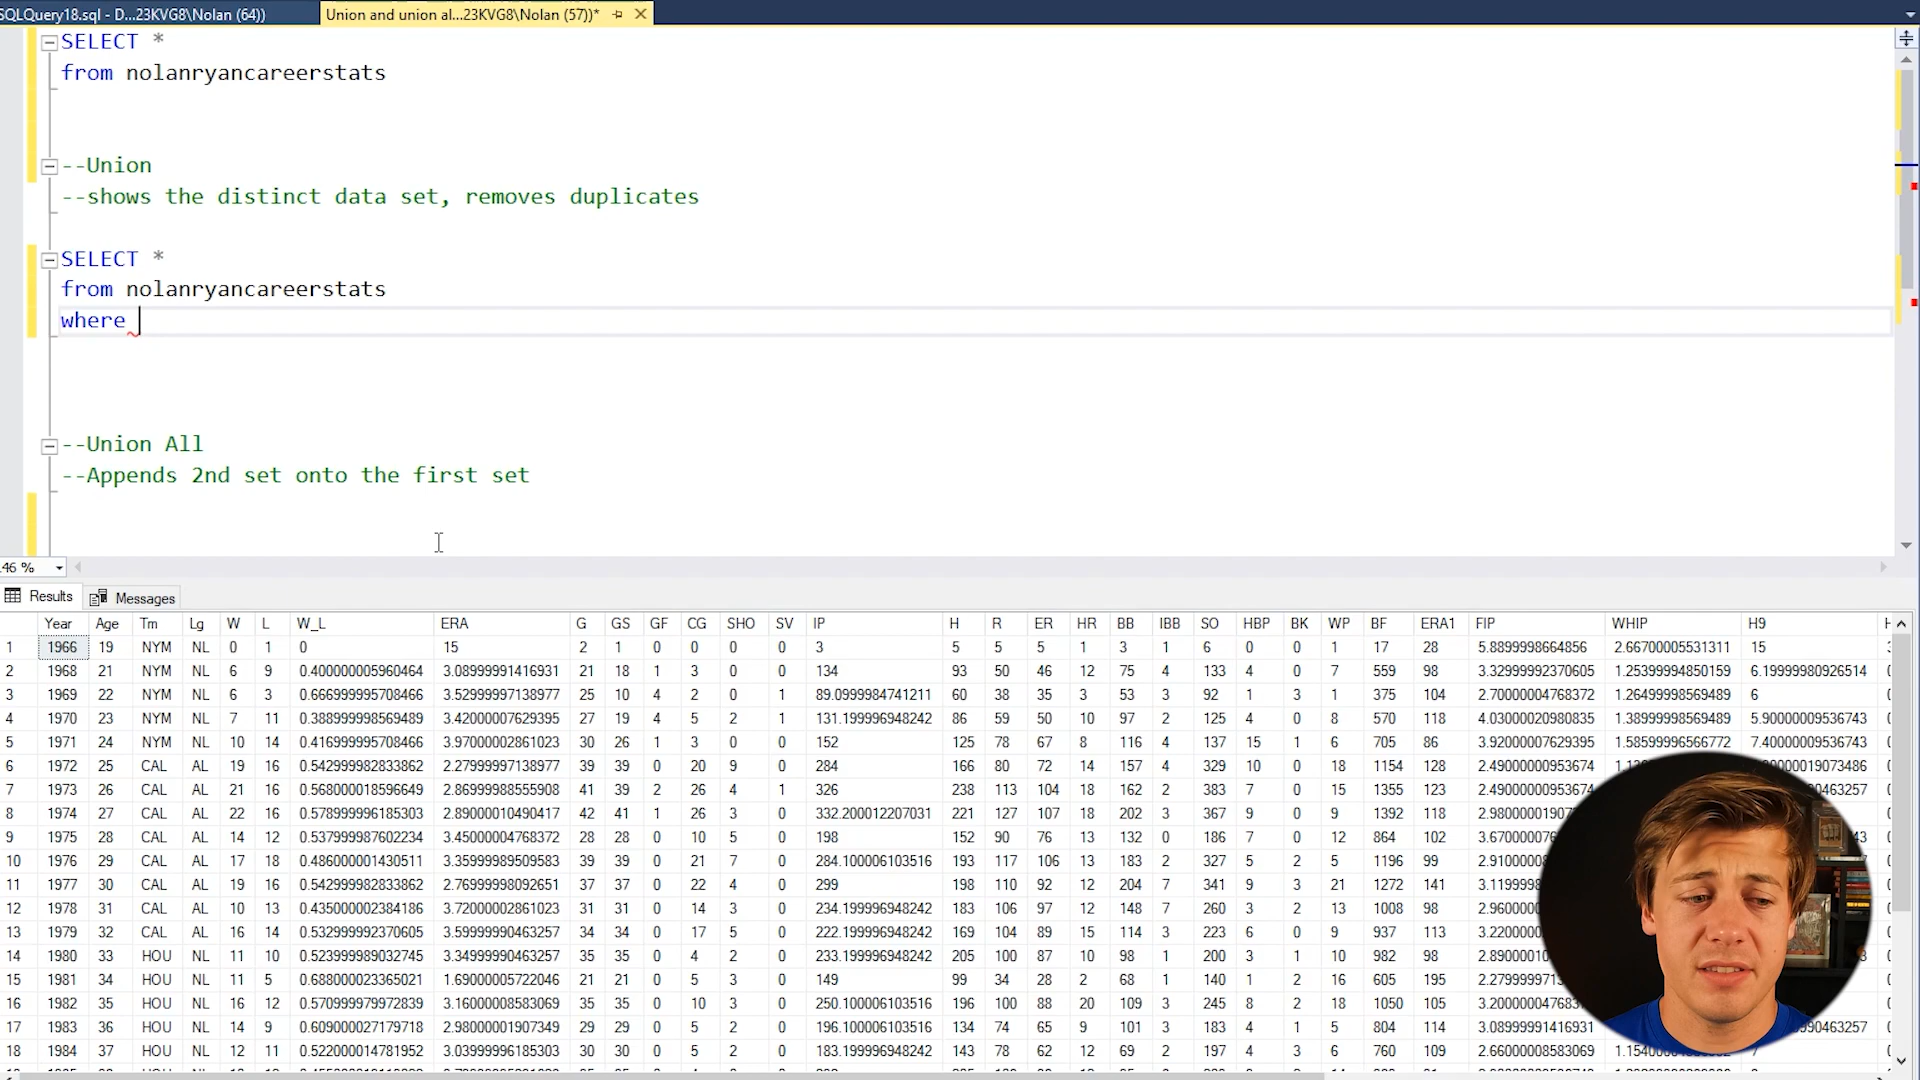 SQLQuery18.sql - D...23KVG8\Nolan (64))
Union and union al...23KVG8\Nolan (57))*
SELECT *
from nolanryancareerstats
--Union
--shows the distinct data set, removes duplicates
SELECT *
from nolanryancareerstats
where
--Union All
--Appends 2nd set onto the first set
46 %
Results Messages
Year Age Tm Lg W L W_L ERA G GS GF CG SHO SV IP H R ER HR BB IBB SO HBP BK WP BF ERA1 FIP WHIP H9
1 1966 19 NYM NL 0 1 0 15 2 1 0 0 0 0 3 5 5 5 1 3 1 6 0 0 1 17 28 5.8899998664856 2.66700005531311 15
2 1968 21 NYM NL 6 9 0.400000005960464 3.08999991416931 21 18 1 3 0 0 134 93 50 46 12 75 4 133 4 0 7 559 98 3.32999992370605 1.25399994850159 6.19999980926514
3 1969 22 NYM NL 6 3 0.666999995708466 3.52999997138977 25 10 4 2 0 1 89.0999984741211 60 38 35 3 53 3 92 1 3 1 375 104 2.70000004768372 1.26499998569489 6
4 1970 23 NYM NL 7 11 0.388999998569489 3.42000007629395 27 19 4 5 2 1 131.199996948242 86 59 50 10 97 2 125 4 0 8 570 118 4.03000020980835 1.38999998569489 5.90000009536743
5 1971 24 NYM NL 10 14 0.416999995708466 3.97000002861023 30 26 1 3 0 0 152 125 78 67 8 116 4 137 15 1 6 705 86 3.92000007629395 1.58599996566772 7.40000009536743
6 1972 25 CAL AL 19 16 0.542999982833862 2.27999997138977 39 39 0 20 9 0 284 166 80 72 14 157 4 329 10 0 18 1154 128 2.49000000953674
7 1973 26 CAL AL 21 16 0.568000018596649 2.86999988555908 41 39 2 26 4 1 326 238 113 104 18 162 2 383 7 0 15 1355 123 2.49000000953674
8 1974 27 CAL AL 22 16 0.578999996185303 2.89000010490417 42 41 1 26 3 0 332.200012207031 221 127 107 18 202 3 367 9 0 9 1392 118
9 1975 28 CAL AL 14 12 0.537999987602234 3.45000004768372 28 28 0 10 5 0 198 152 90 76 13 132 0 186 7 0 12 864 102
10 1976 29 CAL AL 17 18 0.486000001430511 3.35999989509583 39 39 0 21 7 0 284.100006103516 193 117 106 13 183 2 327 5 2 5 1196 99
11 1977 30 CAL AL 19 16 0.542999982833862 2.76999998092651 37 37 0 22 4 0 299 198 110 92 12 204 7 341 9 3 21 1272 141
12 1978 31 CAL AL 10 13 0.435000002384186 3.72000002861023 31 31 0 14 3 0 234.199996948242 183 106 97 12 148 7 260 3 2 13 1008 98
13 1979 32 CAL AL 16 14 0.532999992370605 3.59999990463257 34 34 0 17 5 0 222.199996948242 169 104 89 15 114 3 223 6 0 9 937 113
14 1980 33 HOU NL 11 10 0.523999989032745 3.34999990463257 35 35 0 4 2 0 233.199996948242 205 100 87 10 98 1 200 3 1 10 982 98
15 1981 34 HOU NL 11 5 0.688000023365021 1.69000005722046 21 21 0 5 3 0 149 99 34 28 2 68 1 140 1 2 16 605 195
16 1982 35 HOU NL 16 12 0.570999979972839 3.16000008583069 35 35 0 10 3 0 250.100006103516 196 100 88 20 109 3 245 8 2 18 1050 105
17 1983 36 HOU NL 14 9 0.609000027179718 2.98000001907349 29 29 0 5 2 0 196.100006103516 134 74 65 9 101 3 183 4 1 5 804 114 3.08999991416931
18 1984 37 HOU NL 12 11 0.522000014781952 3.03999996185303 30 30 0 5 2 0 183.199996948242 143 78 62 12 69 2 197 4 3 6 760 109 2.66000008583069